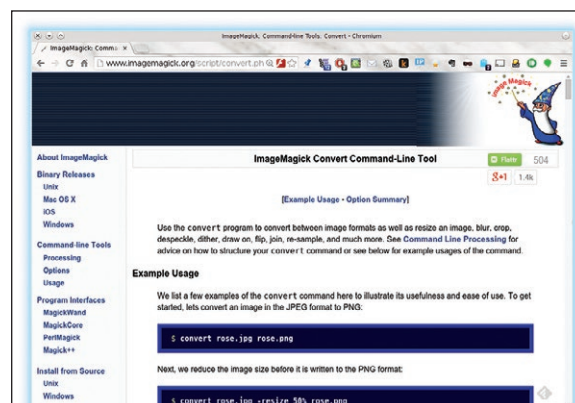 ImageMagick: Command-line Tools: Convert - Chromium
ImageMagick: Comma
www.imagemagick.org/script/convert.ph
Image Magick
About ImageMagick
Binary Releases
Unix
Mac OS X
iOS
Windows
Command-line Tools
Processing
Options
Usage
Program Interfaces
MagickWand
MagickCore
PerlMagick
Magick++
Install from Source
Unix
Windows
ImageMagick Convert Command-Line Tool
Flattr 504
g+1 1.4k
[Example Usage • Option Summary]
Use the convert program to convert between image formats as well as resize an image, blur, crop,
despeckle, dither, draw on, flip, join, re-sample, and much more. See Command Line Processing for
advice on how to structure your convert command or see below for example usages of the command.
Example Usage
We list a few examples of the convert command here to illustrate its usefulness and ease of use. To get
started, lets convert an image in the JPEG format to PNG:
$ convert rose.jpg rose.png
Next, we reduce the image size before it is written to the PNG format:
$ convert rose.jpg -resize 50% rose.png